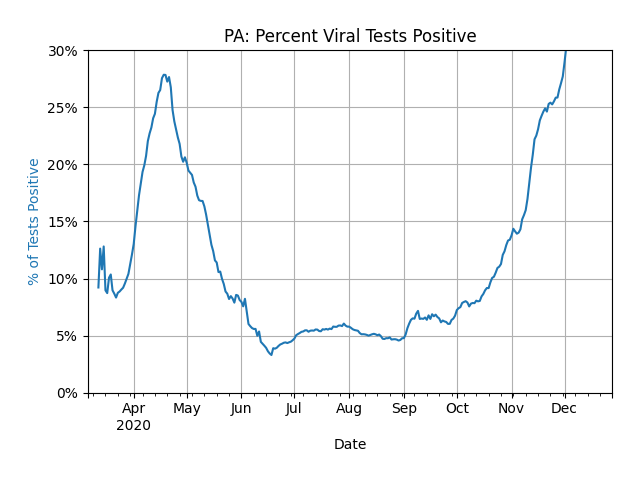 PA: Percent Viral Tests Positive
30%
25%
20%
15%
10%
5%
0%
% of Tests Positive
Apr May Jun Jul Aug Sep Oct Nov Dec
2020
Date